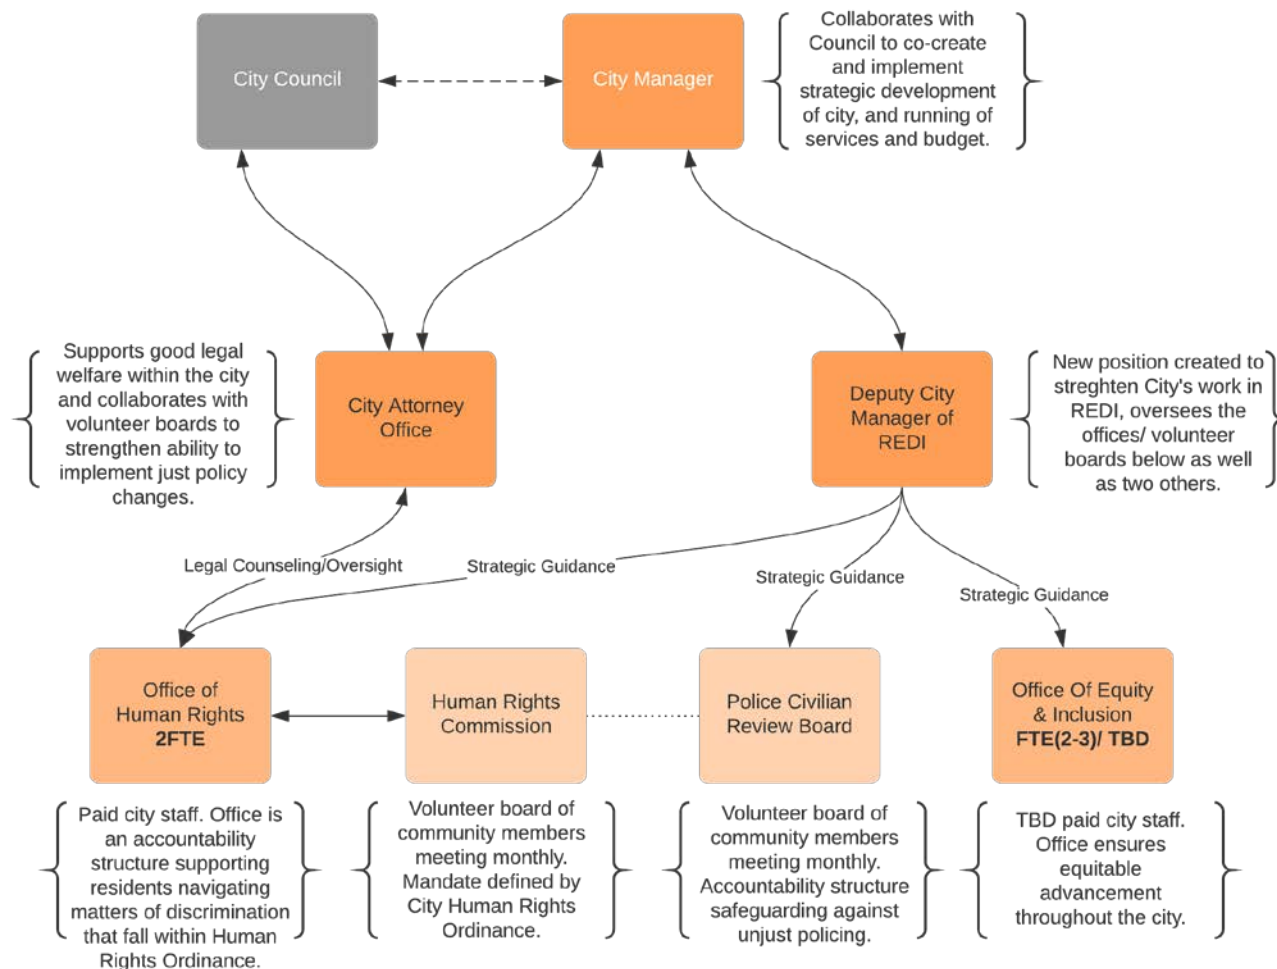 City Council
City Manager
Collaborates with
Council to co-create
and implement
strategic development
of city, and running of
services and budget.
Supports good legal
welfare within the city
and collaborates with
volunteer boards to
strengthen ability to
implement just policy
changes.
City Attorney
Office
Deputy City
Manager of
REDI
New position created to
streghten City's work in
REDI, oversees the
offices/ volunteer
boards below as well
as two others.
Legal Counseling/Oversight
Strategic Guidance
Strategic Guidance
Strategic Guidance
Office of
Human Rights
2FTE
Human Rights
Commission
Police Civilian
Review Board
Office Of Equity
& Inclusion
FTE(2-3)/ TBD
Paid city staff. Office is
an accountability
structure supporting
residents navigating
matters of discrimination
that fall within Human
Rights Ordinance.
Volunteer board of
community members
meeting monthly.
Mandate defined by
City Human Rights
Ordinance.
Volunteer board of
community members
meeting monthly.
Accountability structure
safeguarding against
unjust policing.
TBD paid city staff.
Office ensures
equitable
advancement
throughout the city.